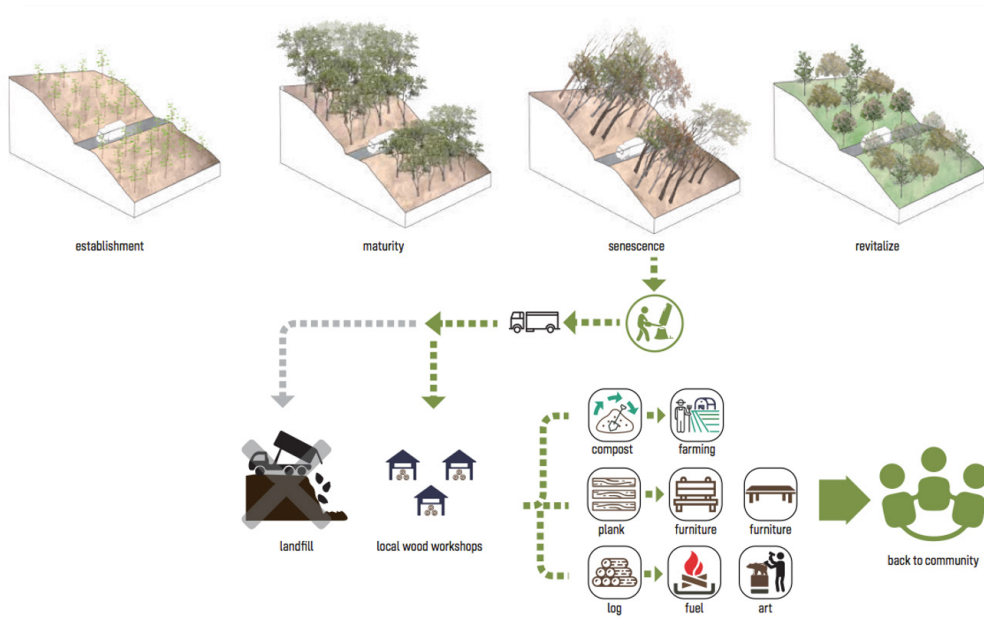 establishment
maturity
senescence
revitalize
compost
farming
plank
furniture
furniture
landfill
local wood workshops
back to community
log
fuel
art